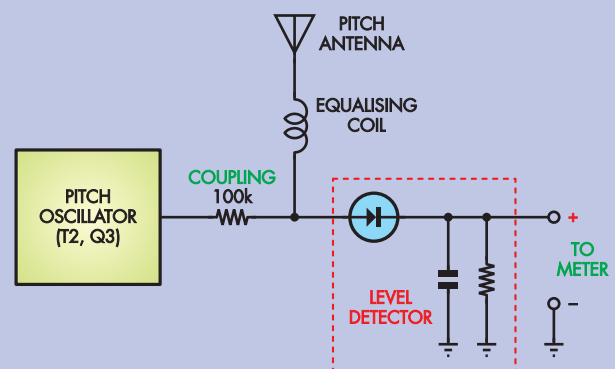 PITCH
ANTENNA
EQUALISING
COIL
COUPLING
100k
PITCH
OSCILLATOR
(T2, Q3)
LEVEL
DETECTOR
+
TO
METER
–